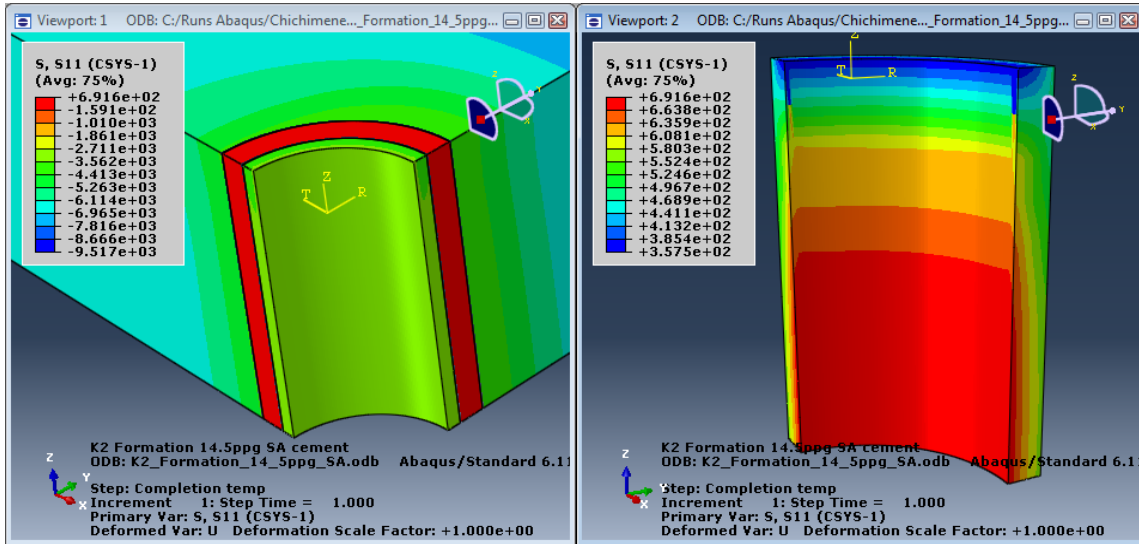 Viewport: 1 ODB: C:/Runs Abaqus/Chichimene..._Formation_14_5ppg...
S, S11 (CSYS-1)
(Avg: 75%)
+6.916e+02
-1.591e+02
-1.010e+03
-1.861e+03
-2.711e+03
-3.562e+03
-4.413e+03
-5.263e+03
-6.114e+03
-6.965e+03
-7.816e+03
-8.666e+03
-9.517e+03
Z
Y
X
Z
T
R
K2 Formation 14.5ppg SA cement
ODB: K2_Formation_14_5ppg_SA.odb Abaqus/Standard 6.11
Step: Completion temp
Increment 1: Step Time = 1.000
Primary Var: S, S11 (CSYS-1)
Deformed Var: U Deformation Scale Factor: +1.000e+00
Z
Y
X
Viewport: 2 ODB: C:/Runs Abaqus/Chichimene..._Formation_14_5ppg...
S, S11 (CSYS-1)
(Avg: 75%)
+6.916e+02
+6.638e+02
+6.359e+02
+6.081e+02
+5.803e+02
+5.524e+02
+5.246e+02
+4.967e+02
+4.689e+02
+4.411e+02
+4.132e+02
+3.854e+02
+3.575e+02
Z
T
R
Z
Y
X
K2 Formation 14.5ppg SA cement
ODB: K2_Formation_14_5ppg_SA.odb Abaqus/Standard 6.1
Step: Completion temp
Increment 1: Step Time = 1.000
Primary Var: S, S11 (CSYS-1)
Deformed Var: U Deformation Scale Factor: +1.000e+00
Z
Y
X